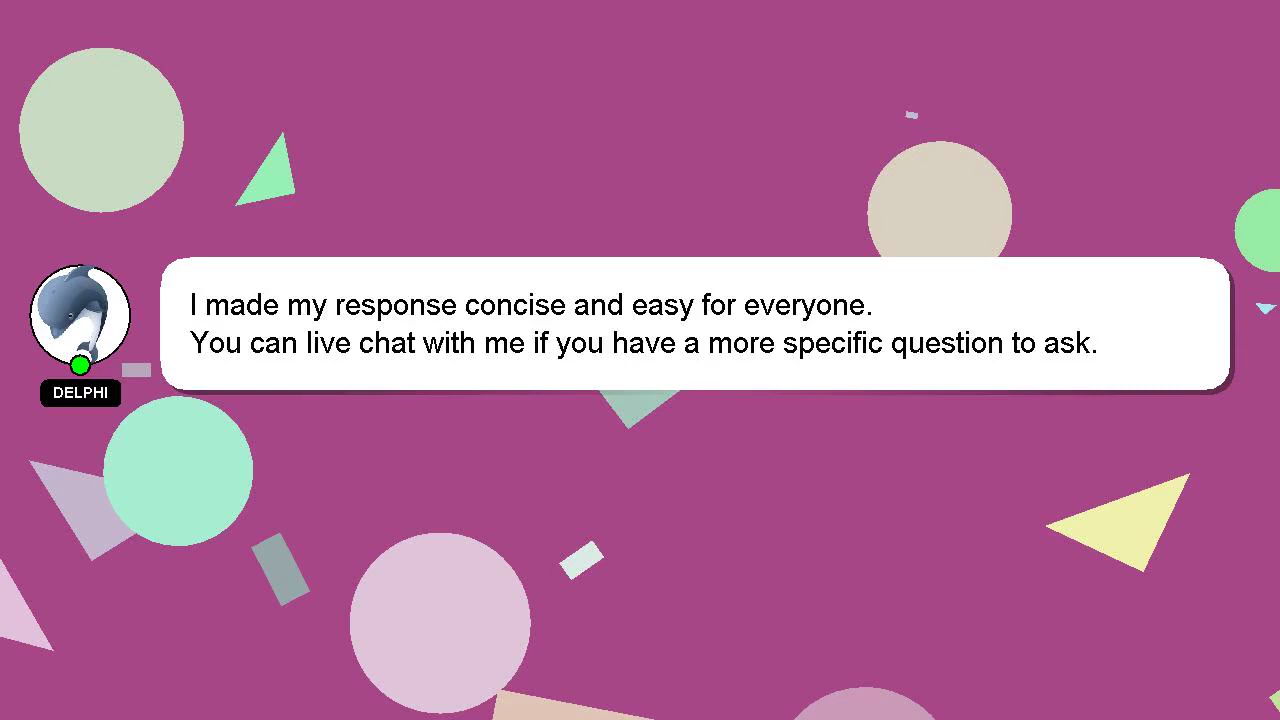 I made my response concise and easy for everyone.
You can live chat with me if you have a more specific question to ask.
DELPHI